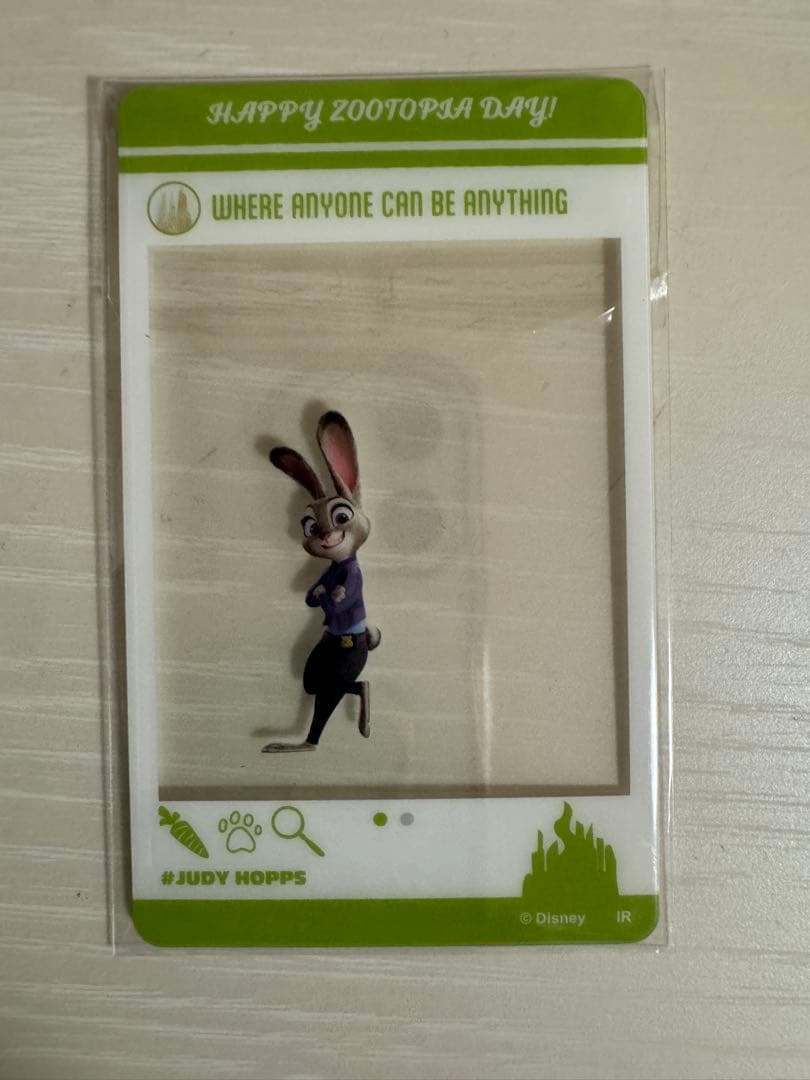 HAPPY ZOOTOPIA DAY!
WHERE ANYONE CAN BE ANYTHING
#JUDY HOPPS
© Disney IR